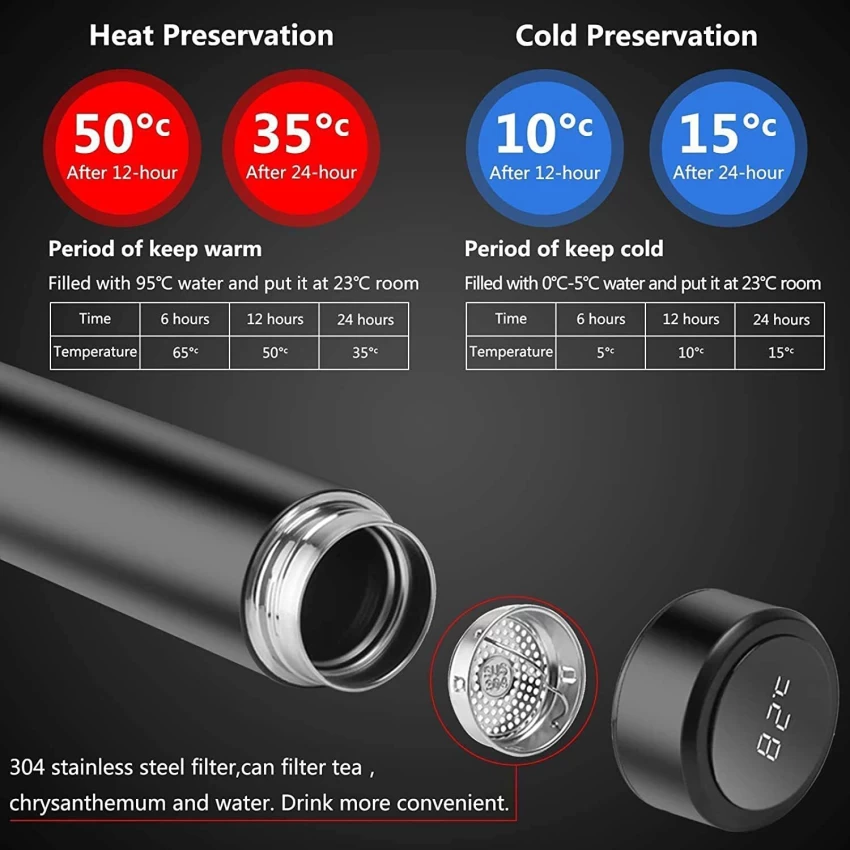 Heat Preservation
Cold Preservation
50°c
After 12-hour
35°c
After 24-hour
10°c
After 12-hour
15°c
After 24-hour
Period of keep warm
Filled with 95℃ water and put it at 23℃ room
Time 6 hours 12 hours 24 hours
Temperature 65°c 50°c 35°c
Period of keep cold
Filled with 0℃-5℃ water and put it at 23℃ room
Time 6 hours 12 hours 24 hours
Temperature 5°c 10°c 15°c
82℃
304 stainless steel filter,can filter tea ,
chrysanthemum and water. Drink more convenient.